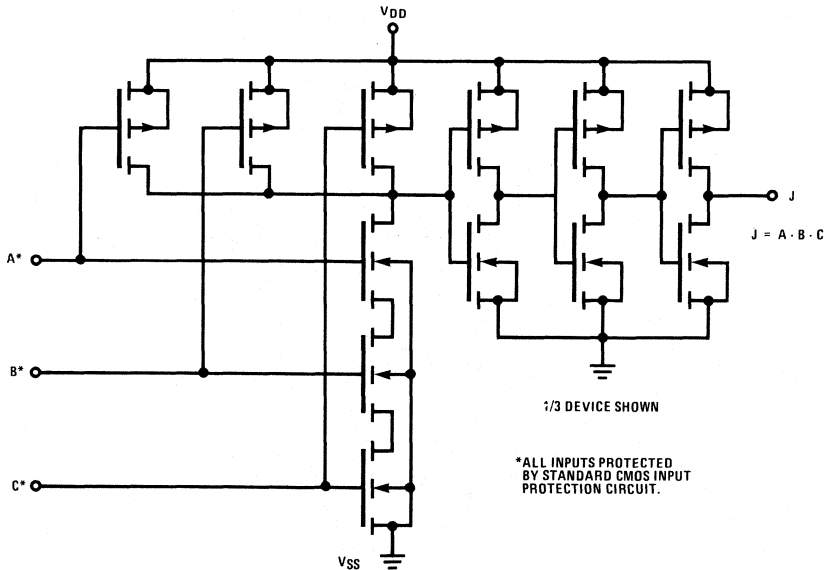 VDD
J
J = A · B · C
A*
B*
C*
1/3 DEVICE SHOWN
*ALL INPUTS PROTECTED
BY STANDARD CMOS INPUT
PROTECTION CIRCUIT.
VSS